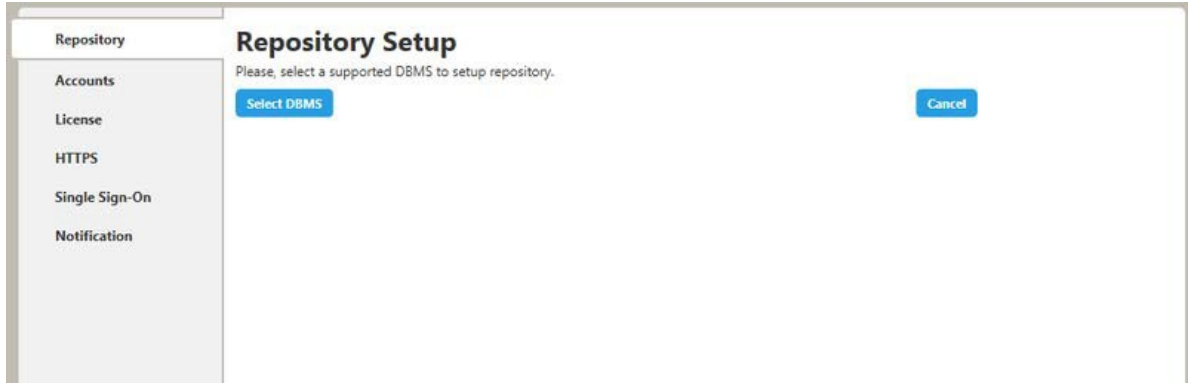 Repository
Accounts
License
HTTPS
Single Sign-On
Notification
Repository Setup
Please, select a supported DBMS to setup repository.
Select DBMS
Cancel